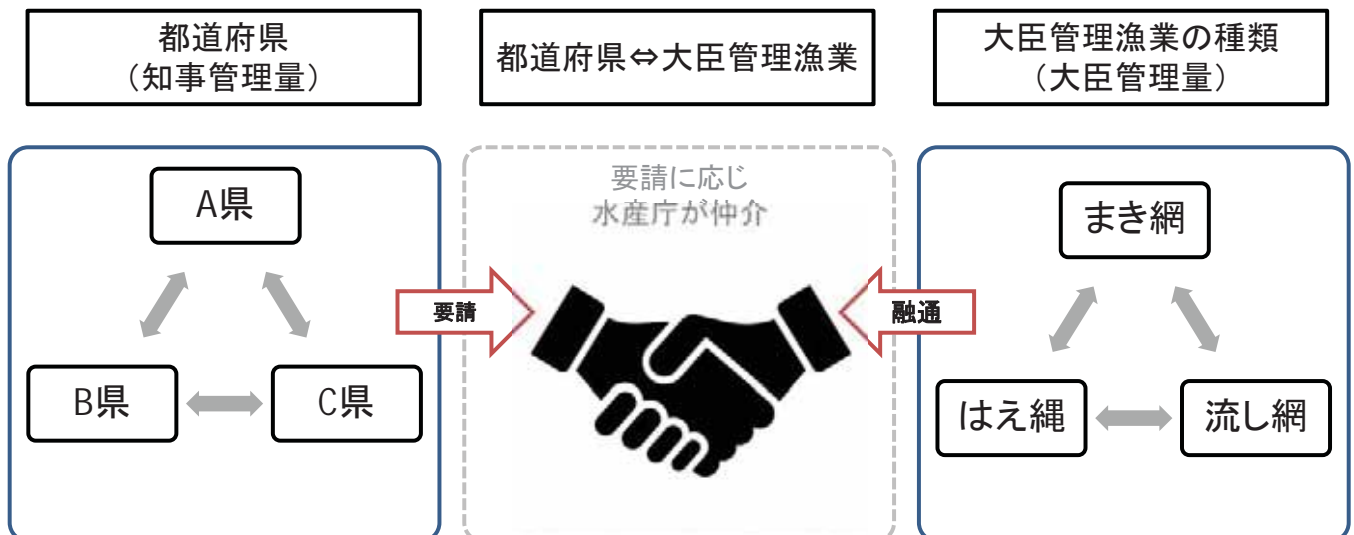 都道府県
（知事管理量）
都道府県⇔大臣管理漁業
大臣管理漁業の種類
（大臣管理量）
A県
B県
C県
要請
要請に応じ
水産庁が仲介
融通
まき網
はえ縄
流し網